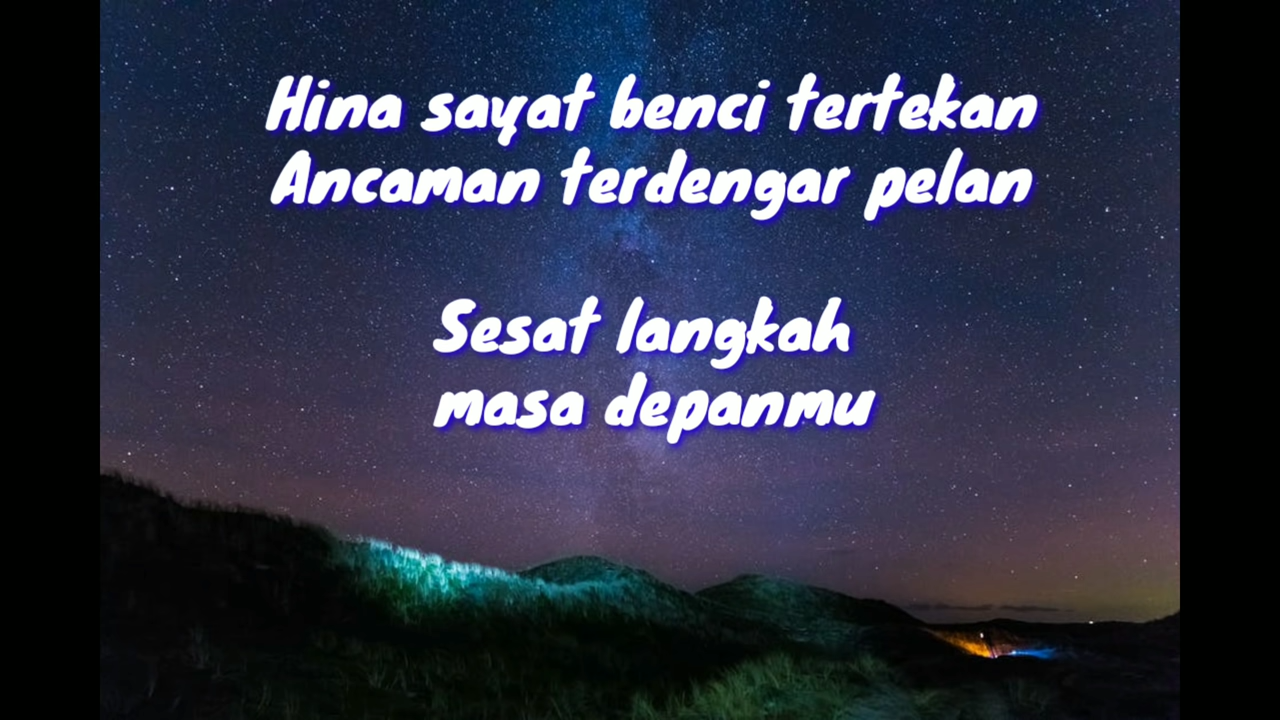 Hina sayat benci tertekan
Ancaman terdengar pelan
Sesat langkah
masa depanmu